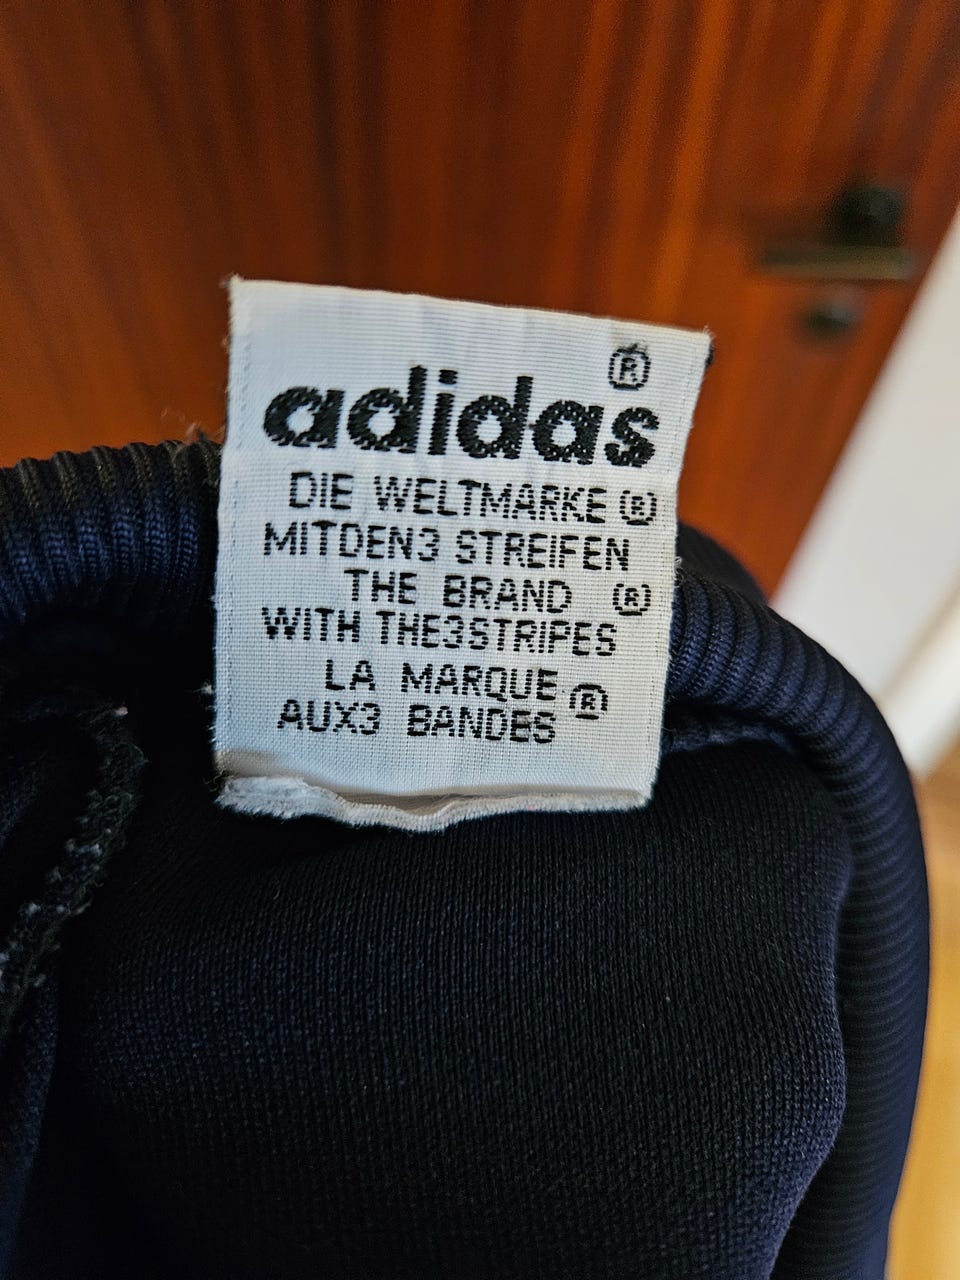 ®
adidas
DIE WELTMARKE ®
MITDEN3 STREIFEN
THE BRAND ®
WITH THE3STRIPES
LA MARQUE ®
AUX3 BANDES